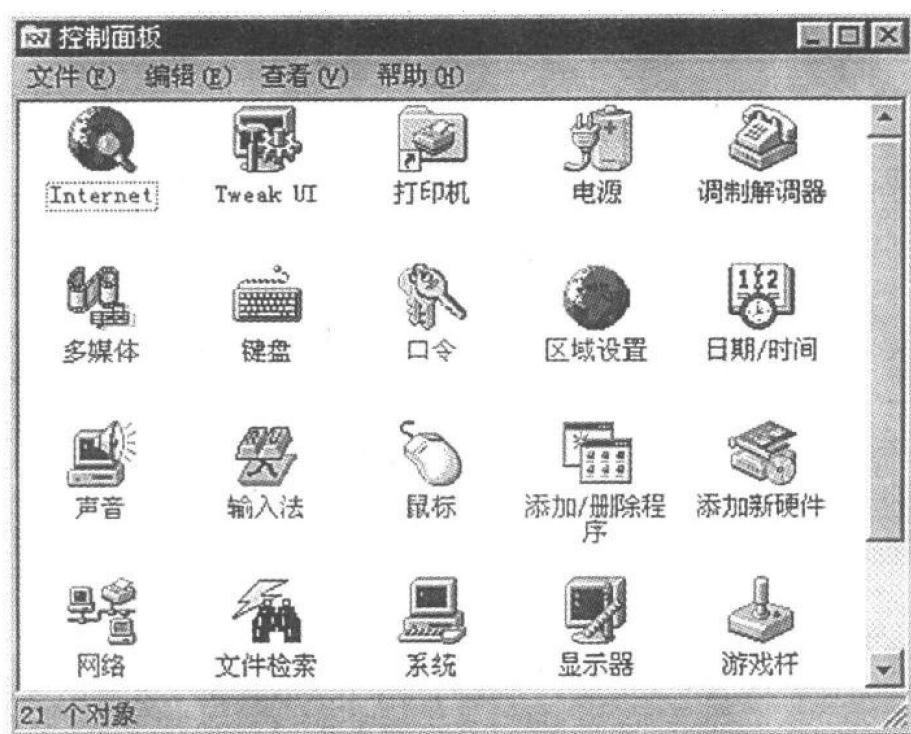 控制面板
文件(F) 编辑(E) 查看(V) 帮助(H)
Internet Tweak UI 打印机 电源 调制解调器
多媒体 键盘 口令 区域设置 日期/时间
12
声音 输入法 鼠标 添加/删除程
序 添加新硬件
网络 文件检索 系统 显示器 游戏杆
21 个对象